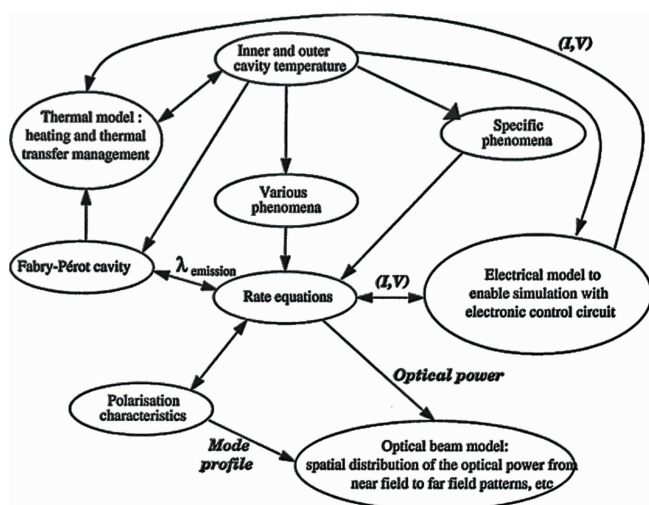 (I,V)
Inner and outer
cavity temperature
Thermal model :
heating and thermal
transfer management
Specific
phenomena
Various
phenomena
Fabry-Pérot cavity
λ emission
Rate equations
(I,V)
Electrical model to
enable simulation with
electronic control circuit
Optical power
Polarisation
characteristics
Mode
profile
Optical beam model:
spatial distribution of the optical power from
near field to far field patterns, etc